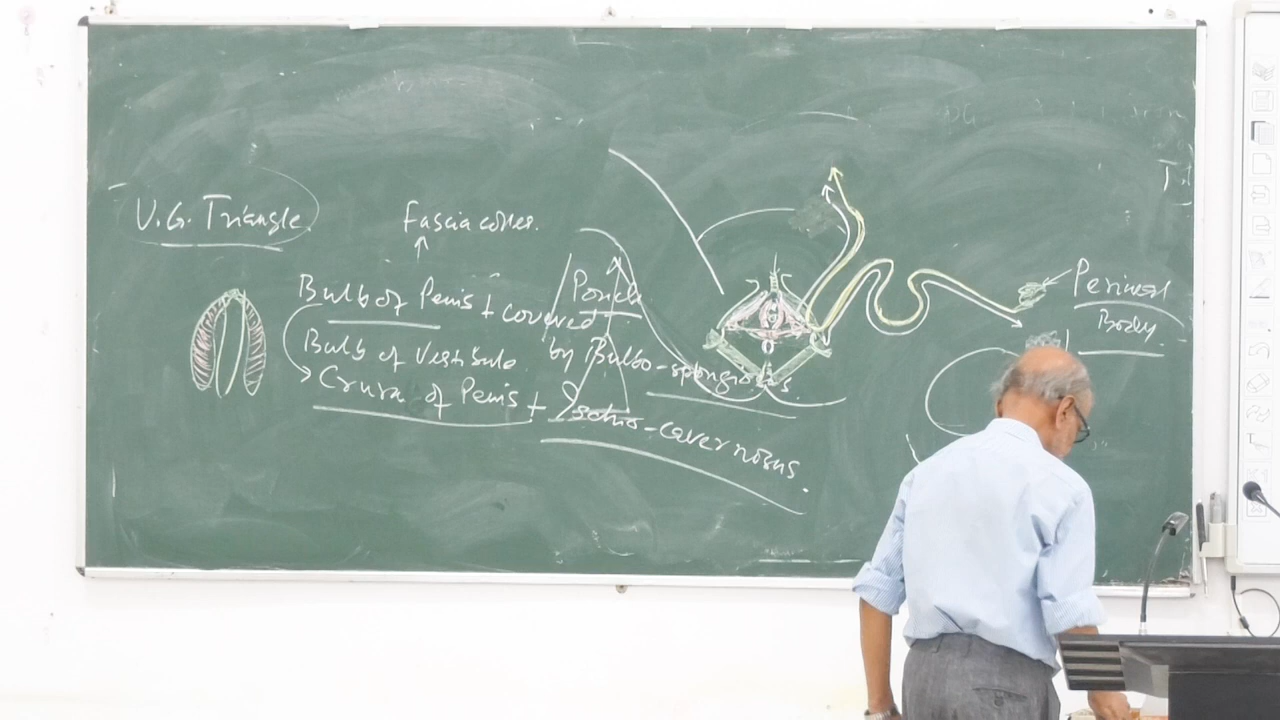 U.G. Triangle
Fascia colles.
Bulb of Penis + covered
by Bulbo-spongiosus.
Bulb of Vestibule
Crura of Penis + Ischio-cavernosus.
Pouch
Perineal
Body